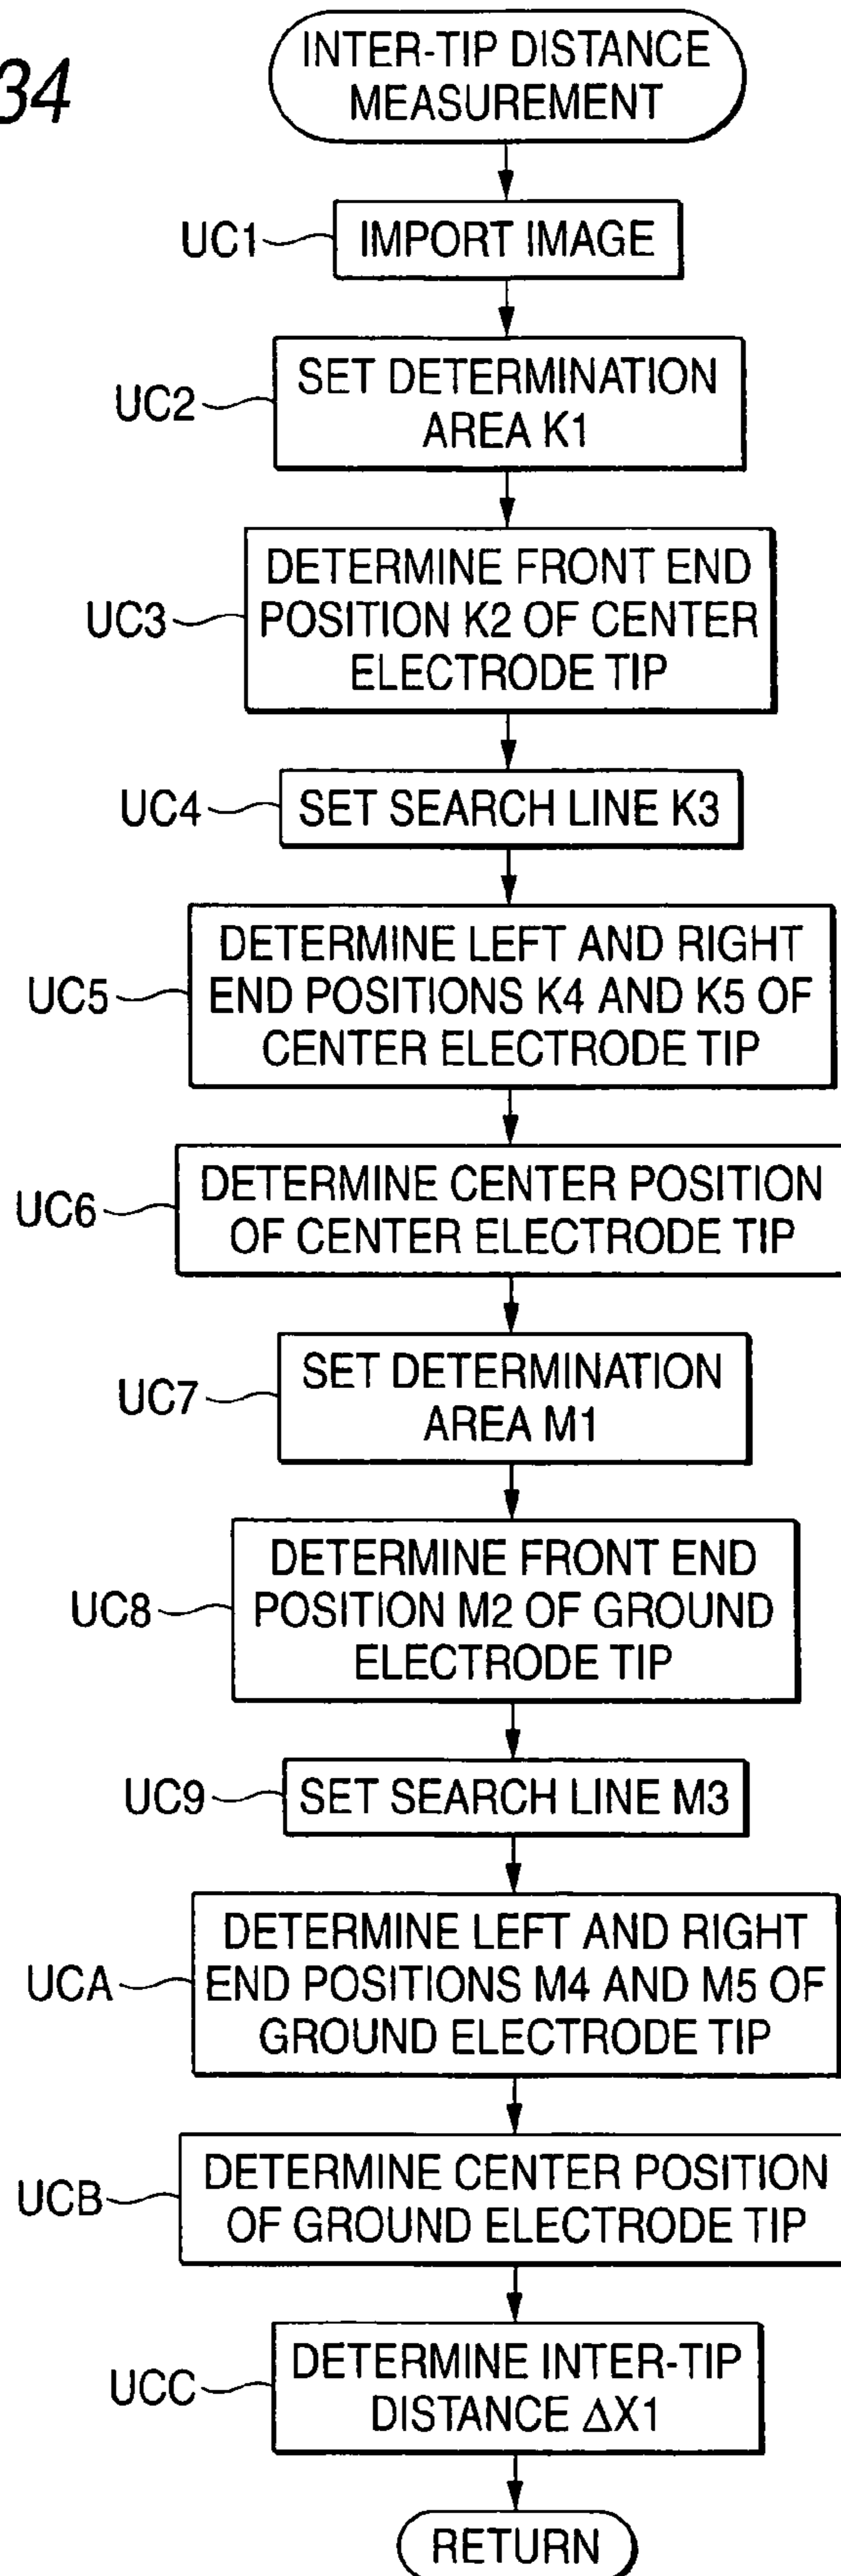 34
INTER-TIP DISTANCE
MEASUREMENT
UC1
IMPORT IMAGE
UC2
SET DETERMINATION
AREA K1
UC3
DETERMINE FRONT END
POSITION K2 OF CENTER
ELECTRODE TIP
UC4
SET SEARCH LINE K3
UC5
DETERMINE LEFT AND RIGHT
END POSITIONS K4 AND K5 OF
CENTER ELECTRODE TIP
UC6
DETERMINE CENTER POSITION
OF CENTER ELECTRODE TIP
UC7
SET DETERMINATION
AREA M1
UC8
DETERMINE FRONT END
POSITION M2 OF GROUND
ELECTRODE TIP
UC9
SET SEARCH LINE M3
UCA
DETERMINE LEFT AND RIGHT
END POSITIONS M4 AND M5 OF
GROUND ELECTRODE TIP
UCB
DETERMINE CENTER POSITION
OF GROUND ELECTRODE TIP
UCC
DETERMINE INTER-TIP
DISTANCE ΔX1
RETURN